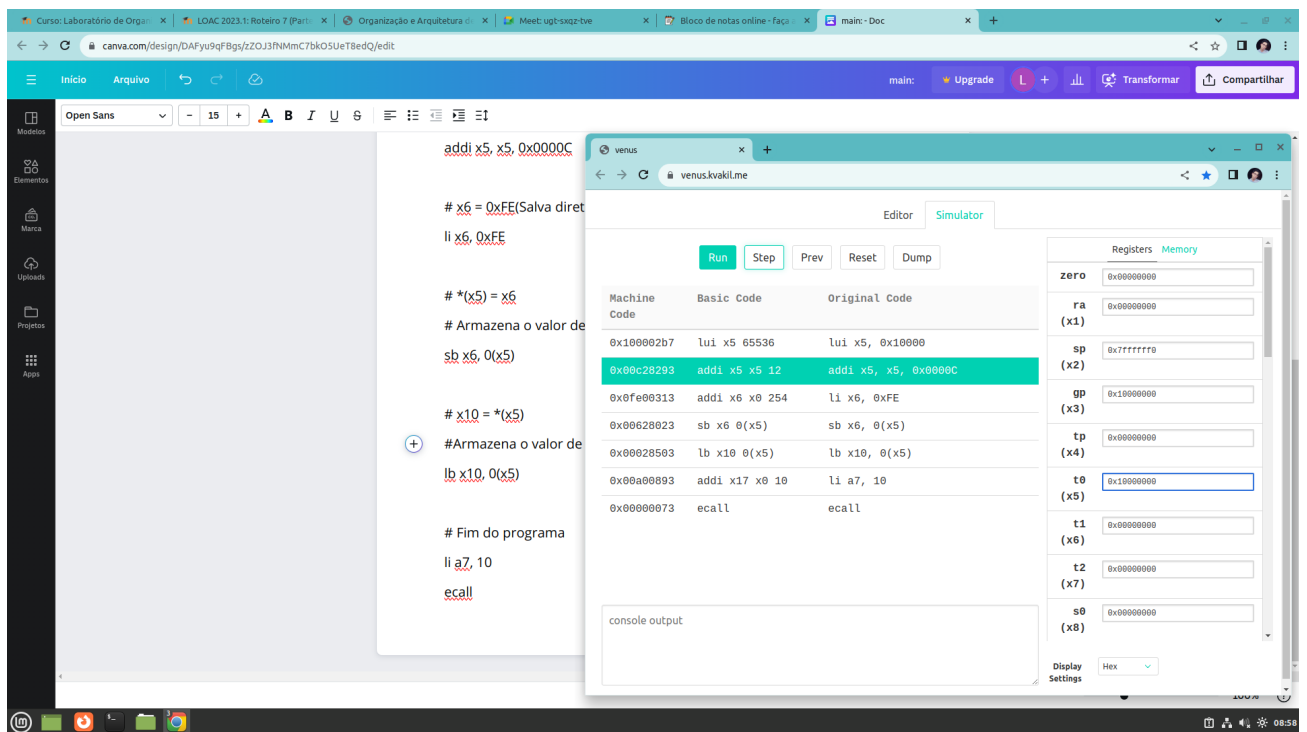 Curso: Laboratório de Organ
LOAC 2023.1: Roteiro 7 (Part
Organização e Arquitetura d
Meet: ugt-sxqz-tve
Bloco de notas online - faça
main: - Doc
canva.com/design/DAFyu9qFBgs/zZOJ3fNMmC7bkO5UeT8edQ/edit
Início
Arquivo
main:
Upgrade
L
Transformar
Compartilhar
Open Sans
- 15 +
A B I U S
Modelos
Elementos
Marca
Uploads
Projetos
Apps
addi x5, x5, 0x0000C
# x6 = 0xFE(Salva diret
li x6, 0xFE
# *(x5) = x6
# Armazena o valor de
sb x6, 0(x5)
# x10 = *(x5)
#Armazena o valor de
lb x10, 0(x5)
# Fim do programa
li a7, 10
ecall
venus
venus.kvakil.me
Editor
Simulator
Run
Step
Prev
Reset
Dump
Machine Code
Basic Code
Original Code
0x100002b7 lui x5 65536 lui x5, 0x10000
0x00c28293 addi x5 x5 12 addi x5, x5, 0x0000C
0x0fe00313 addi x6 x0 254 li x6, 0xFE
0x00628023 sb x6 0(x5) sb x6, 0(x5)
0x00028503 lb x10 0(x5) lb x10, 0(x5)
0x00a00893 addi x17 x0 10 li a7, 10
0x00000073 ecall ecall
console output
Registers
Memory
zero 0x00000000
ra (x1) 0x00000000
sp (x2) 0x7ffffff0
gp (x3) 0x10000000
tp (x4) 0x00000000
t0 (x5) 0x10000000
t1 (x6) 0x00000000
t2 (x7) 0x00000000
s0 (x8) 0x00000000
Display Settings
Hex
3
08:58